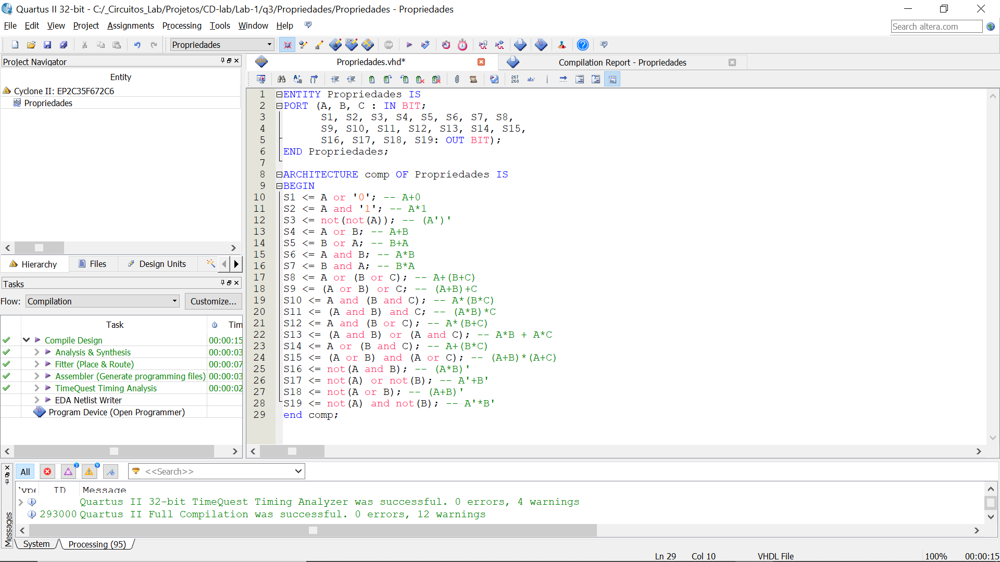 Quartus II 32-bit - C:/_Circuitos_Lab/Projetos/CD-lab/Lab-1/q3/Propriedades/Propriedades - Propriedades
File Edit View Project Assignments Processing Tools Window Help
Search altera.com
Propriedades
Project Navigator
Entity
Cyclone II: EP2C35F672C6
Propriedades
Hierarchy Files Design Units
Tasks
Flow: Compilation Customize...
Task Tim
Compile Design 00:00:15
Analysis & Synthesis 00:00:03
Fitter (Place & Route) 00:00:07
Assembler (Generate programming files) 00:00:03
TimeQuest Timing Analysis 00:00:02
EDA Netlist Writer
Program Device (Open Programmer)
Propriedades.vhd* Compilation Report - Propriedades
267 268 ab/
1 ENTITY Propriedades IS
2 PORT (A, B, C : IN BIT;
3 S1, S2, S3, S4, S5, S6, S7, S8,
4 S9, S10, S11, S12, S13, S14, S15,
5 S16, S17, S18, S19: OUT BIT);
6 END Propriedades;
7
8 ARCHITECTURE comp OF Propriedades IS
9 BEGIN
10 S1 <= A or '0'; -- A+0
11 S2 <= A and '1'; -- A*1
12 S3 <= not(not(A)); -- (A')'
13 S4 <= A or B; -- A+B
14 S5 <= B or A; -- B+A
15 S6 <= A and B; -- A*B
16 S7 <= B and A; -- B*A
17 S8 <= A or (B or C); -- A+(B+C)
18 S9 <= (A or B) or C; -- (A+B)+C
19 S10 <= A and (B and C); -- A*(B*C)
20 S11 <= (A and B) and C; -- (A*B)*C
21 S12 <= A and (B or C); -- A*(B+C)
22 S13 <= (A and B) or (A and C); -- A*B + A*C
23 S14 <= A or (B and C); -- A+(B*C)
24 S15 <= (A or B) and (A or C); -- (A+B)*(A+C)
25 S16 <= not(A and B); -- (A*B)'
26 S17 <= not(A) or not(B); -- A'+B'
27 S18 <= not(A or B); -- (A+B)'
28 S19 <= not(A) and not(B); -- A'*B'
29 end comp;
All 3 9 <<Search>>
Type ID Message
Quartus II 32-bit TimeQuest Timing Analyzer was successful. 0 errors, 4 warnings
293000 Quartus II Full Compilation was successful. 0 errors, 12 warnings
Messages
System Processing (95)
Ln 29 Col 10 VHDL File 100% 00:00:15